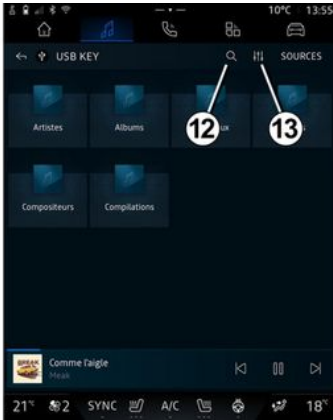 10°C 13:55
USB KEY SOURCES
12 13
Artistes Albums
Compositeurs Compilations
BREAK
Comme l'aigle
Meak
21° 2 SYNC A/C 18°